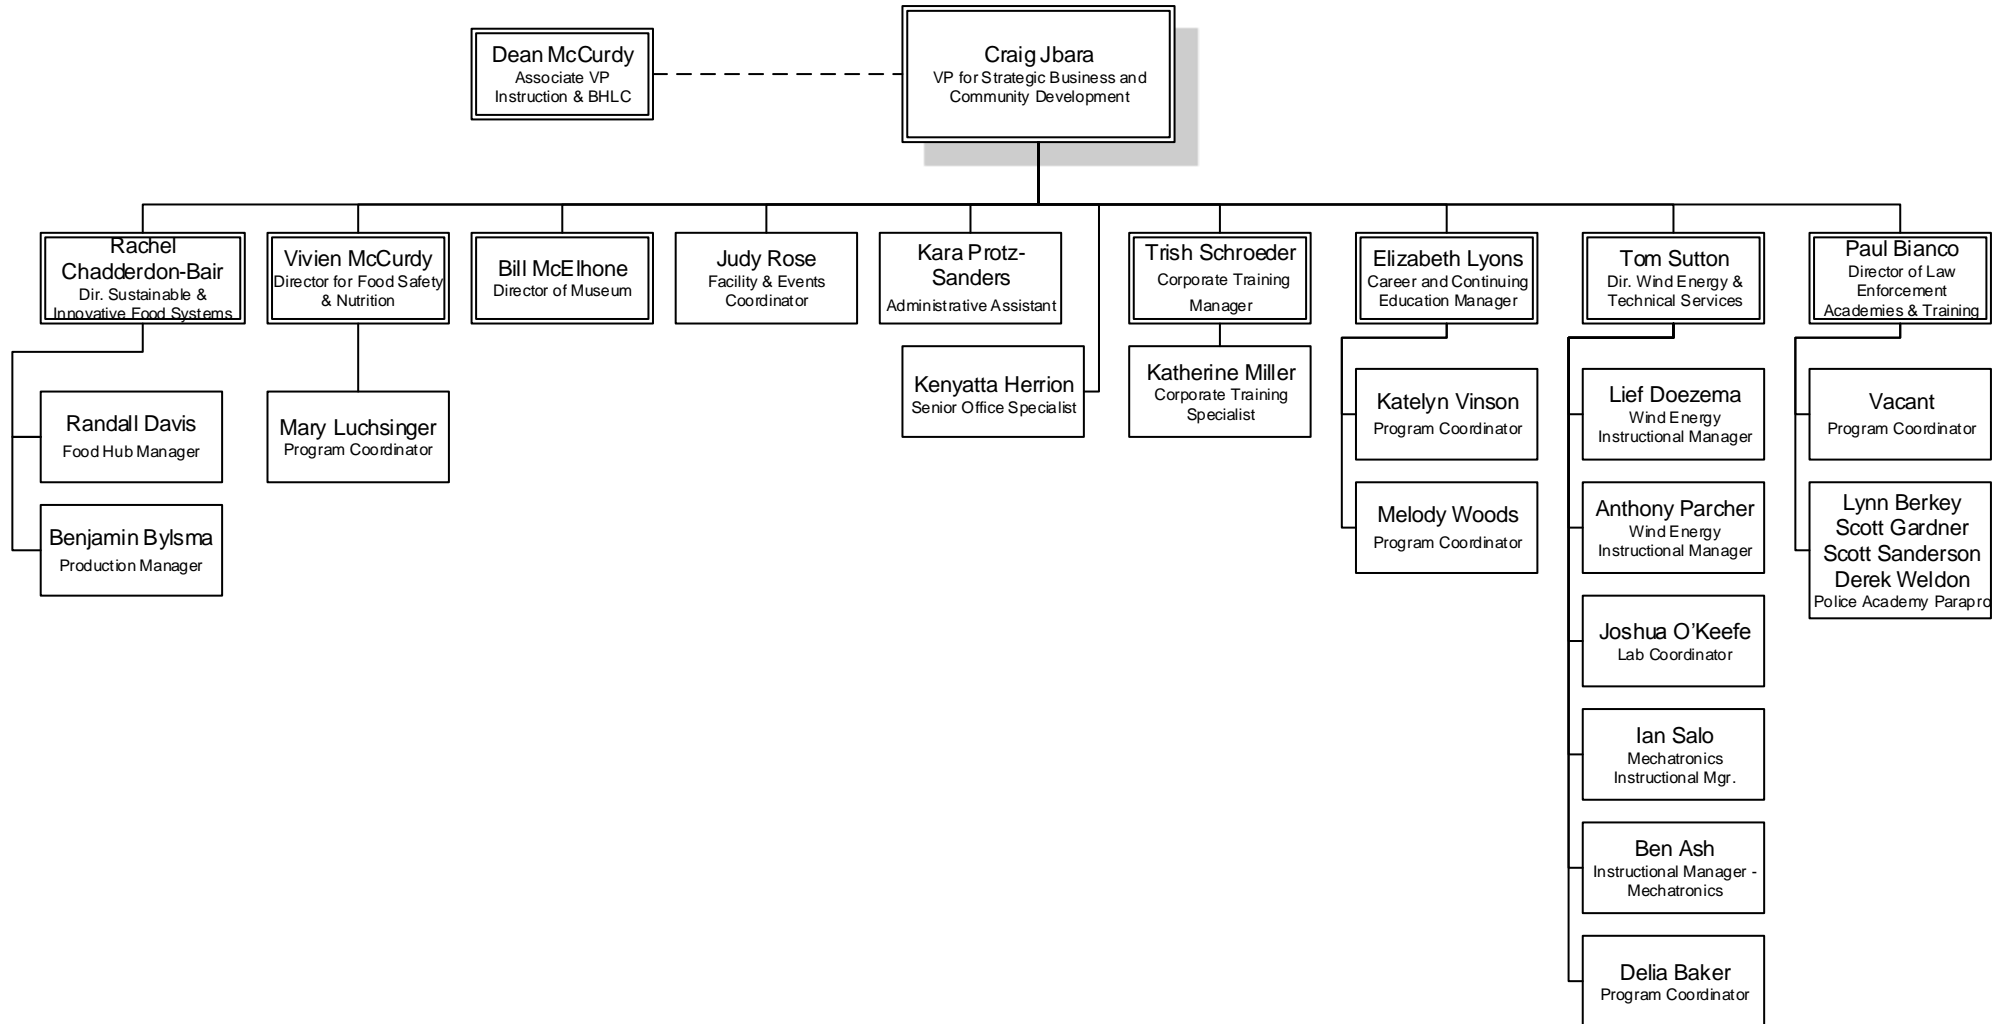 Dean McCurdy
Associate VP
Instruction & BHLC
Craig Jbara
VP for Strategic Business and
Community Development
Rachel
Chadderdon-Bair
Dir. Sustainable &
Innovative Food Systems
Vivien McCurdy
Director for Food Safety
& Nutrition
Bill McElhone
Director of Museum
Judy Rose
Facility & Events
Coordinator
Kara Protz-
Sanders
Administrative Assistant
Trish Schroeder
Corporate Training
Manager
Elizabeth Lyons
Career and Continuing
Education Manager
Tom Sutton
Dir. Wind Energy &
Technical Services
Paul Bianco
Director of Law
Enforcement
Academies & Training
Randall Davis
Food Hub Manager
Benjamin Bylsma
Production Manager
Mary Luchsinger
Program Coordinator
Kenyatta Herrion
Senior Office Specialist
Katherine Miller
Corporate Training
Specialist
Katelyn Vinson
Program Coordinator
Melody Woods
Program Coordinator
Lief Doezema
Wind Energy
Instructional Manager
Anthony Parcher
Wind Energy
Instructional Manager
Joshua O’Keefe
Lab Coordinator
Ian Salo
Mechatronics
Instructional Mgr.
Ben Ash
Instructional Manager -
Mechatronics
Delia Baker
Program Coordinator
Vacant
Program Coordinator
Lynn Berkey
Scott Gardner
Scott Sanderson
Derek Weldon
Police Academy Parapro